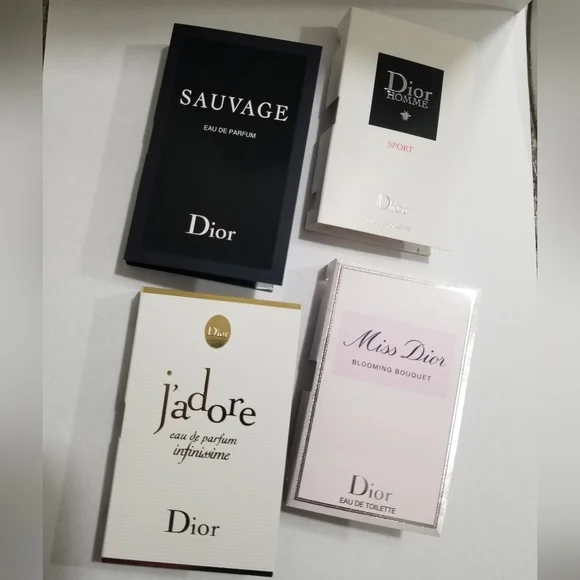 SAUVAGE
EAU DE PARFUM
Dior
Dior
HOMME
SPORT
Dior
Dior
j'adore
eau de parfum
infinissime
Dior
Miss Dior
BLOOMING BOUQUET
Dior
EAU DE TOILETTE